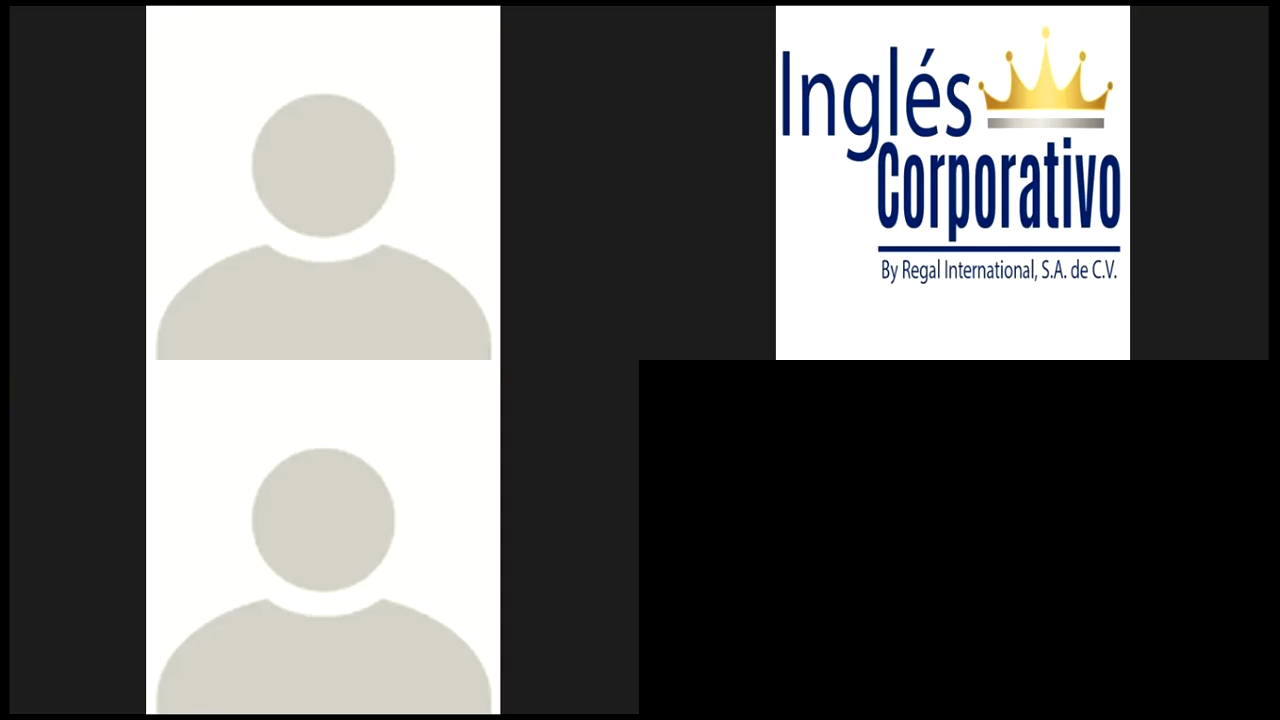 Inglés
Corporativo
By Regal International, S.A. de C.V.